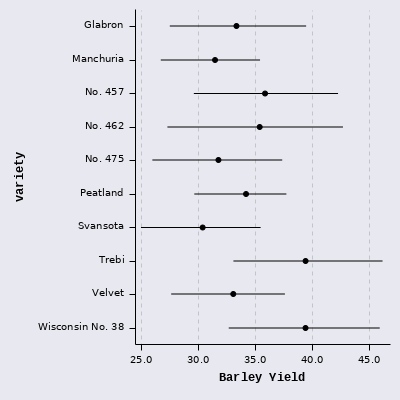 Glabron
Manchuria
No. 457
No. 462
No. 475
Peatland
Svansota
Trebi
Velvet
Wisconsin No. 38
variety
25.0 30.0 35.0 40.0 45.0
Barley Yield